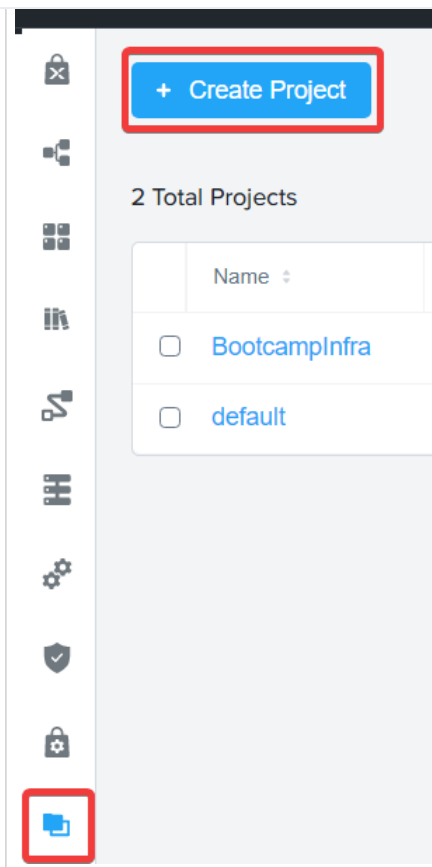 + Create Project
2 Total Projects
Name
BootcampInfra
default